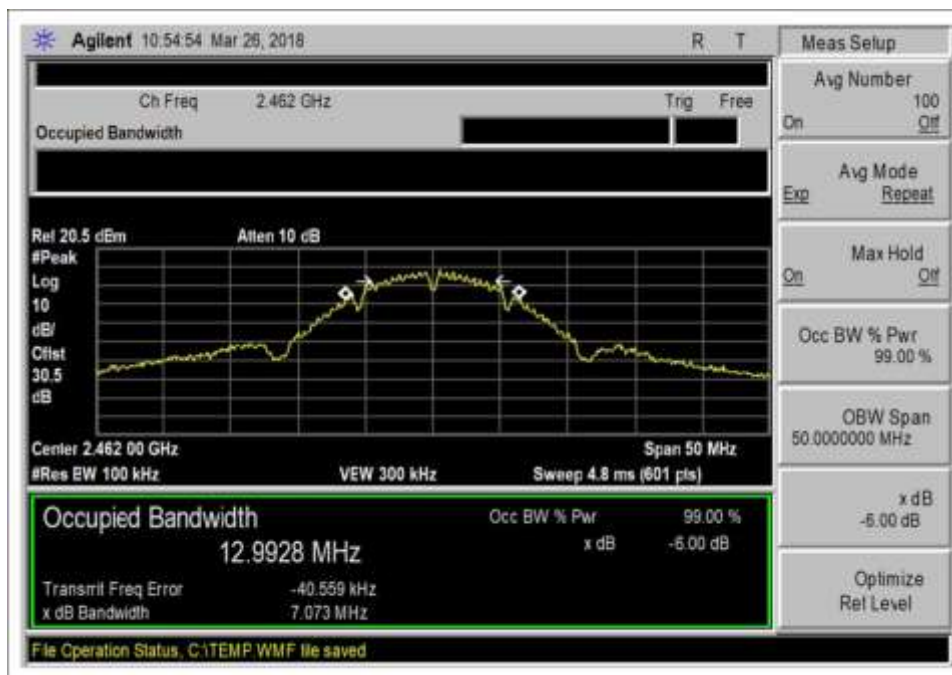 Agilent 10:54:54 Mar 26, 2018 R T
Ch Freq 2.462 GHz Trig Free
Occupied Bandwidth
Ref 20.5 dBm Atten 10 dB
#Peak
Log
10
dB/
Offst
30.5
dB
Center 2.462 00 GHz Span 50 MHz
#Res BW 100 kHz VBW 300 kHz Sweep 4.8 ms (601 pts)
Occupied Bandwidth Occ BW % Pwr 99.00 %
12.9928 MHz x dB -6.00 dB
Transmit Freq Error -40.559 kHz
x dB Bandwidth 7.073 MHz
File Operation Status, C:\TEMP.WMF file saved
Meas Setup
Avg Number
100
On Off
Avg Mode
Exp Repeat
Max Hold
On Off
Occ BW % Pwr
99.00 %
OBW Span
50.0000000 MHz
x dB
-6.00 dB
Optimize
Ref Level